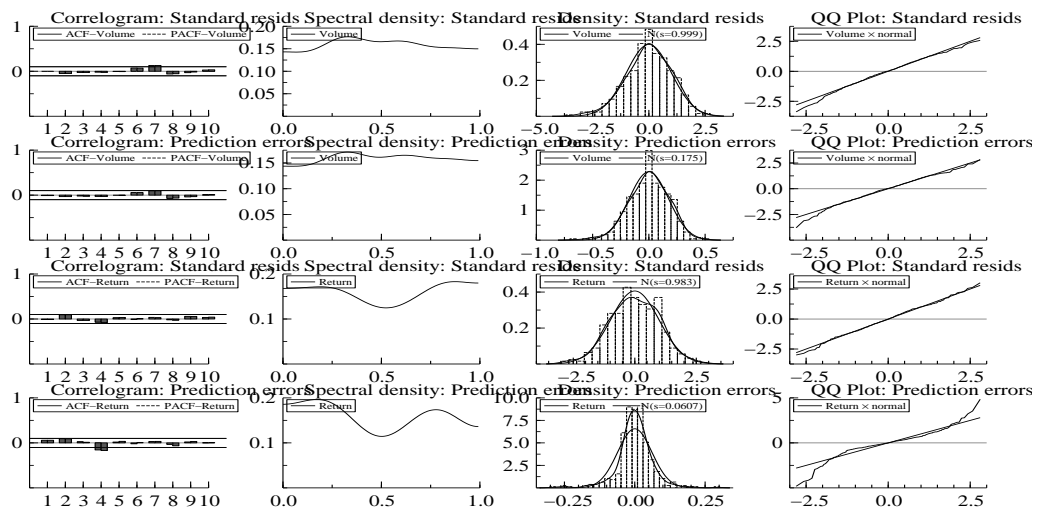 Correlogram: Standard resids Spectral density: Standard resids Density: Standard resids QQ Plot: Standard resids
1 0.20 Volume 0.4 Volume N(s=0.999) 2.5 Volume × normal
ACF−Volume PACF−Volume
0 0.15 0.2 0.0
0.10 −2.5
1 2 3 4 5 6 7 8 9 10 0.0 0.5 1.0 −5.0 −2.5 0.0 2.5 −2.5 0.0 2.5
Correlogram: Prediction errors Spectral density: Prediction errors Density: Prediction errors QQ Plot: Prediction errors
1 ACF−Volume PACF−Volume Volume 3 Volume N(s=0.175) Volume × normal
0 0.15 2 2.5
0.10 1 0.0
0.05 −2.5
1 2 3 4 5 6 7 8 9 10 0.0 0.5 1.0 −1.0 −0.5 0.0 0.5 −2.5 0.0 2.5
Correlogram: Standard resids Spectral density: Standard resids Density: Standard resids QQ Plot: Standard resids
1 ACF−Return PACF−Return 0.2 Return 0.4 Return N(s=0.983) 2.5 Return × normal
0 0.1 0.2 0.0
−2.5
1 2 3 4 5 6 7 8 9 10 0.0 0.5 1.0 −2.5 0.0 2.5 −2.5 0.0 2.5
Correlogram: Prediction errors Spectral density: Prediction errors Density: Prediction errors QQ Plot: Prediction errors
1 ACF−Return PACF−Return 0.2 Return 10.0 Return N(s=0.0607) 5 Return × normal
0 0.1 7.5 0
5.0
2.5
1 2 3 4 5 6 7 8 9 10 0.0 0.5 1.0 −0.25 0.00 0.25 −2.5 0.0 2.5